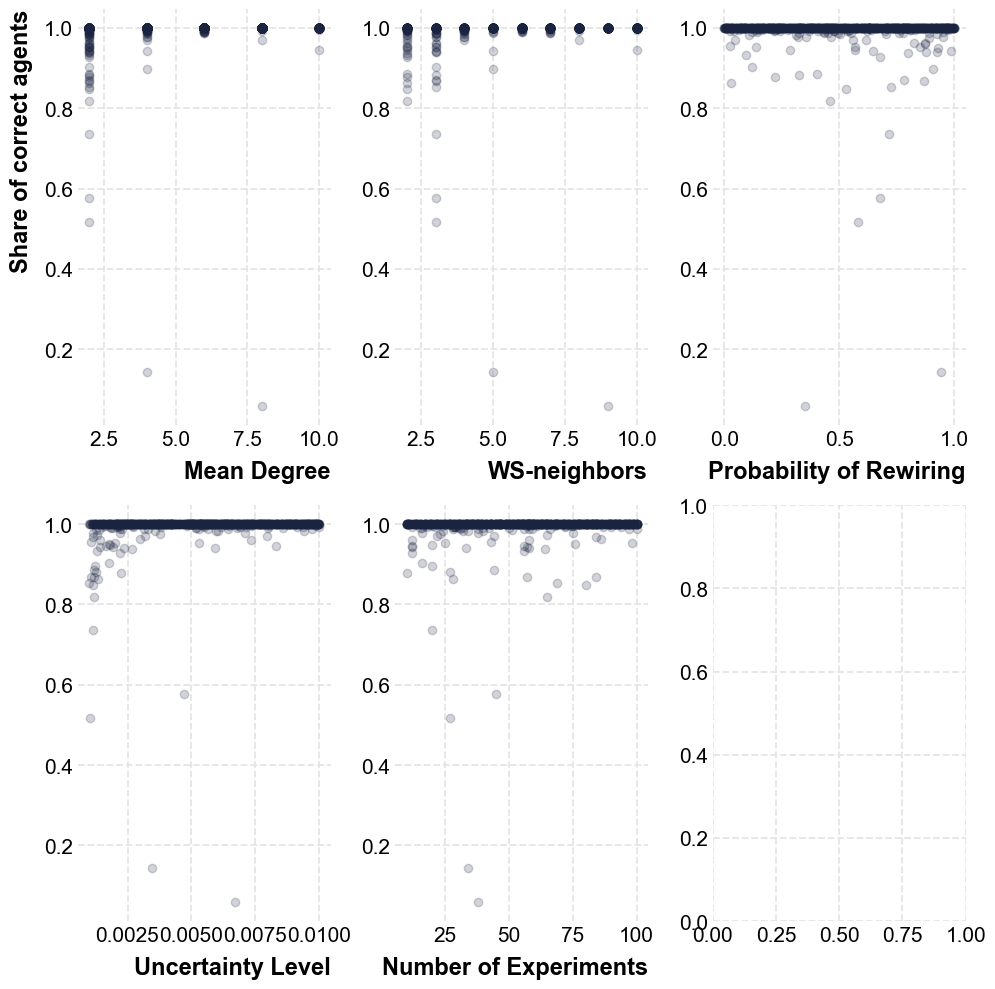 Share of correct agents
1.0
0.8
0.6
0.4
0.2
2.5 5.0 7.5 10.0
Mean Degree
1.0
0.8
0.6
0.4
0.2
2.5 5.0 7.5 10.0
WS-neighbors
1.0
0.8
0.6
0.4
0.2
0.0 0.5 1.0
Probability of Rewiring
1.0
0.8
0.6
0.4
0.2
0.0025 0.0050 0.0075 0.0100
Uncertainty Level
1.0
0.8
0.6
0.4
0.2
25 50 75 100
Number of Experiments
1.0
0.8
0.6
0.4
0.2
0.0
0.00 0.25 0.50 0.75 1.00